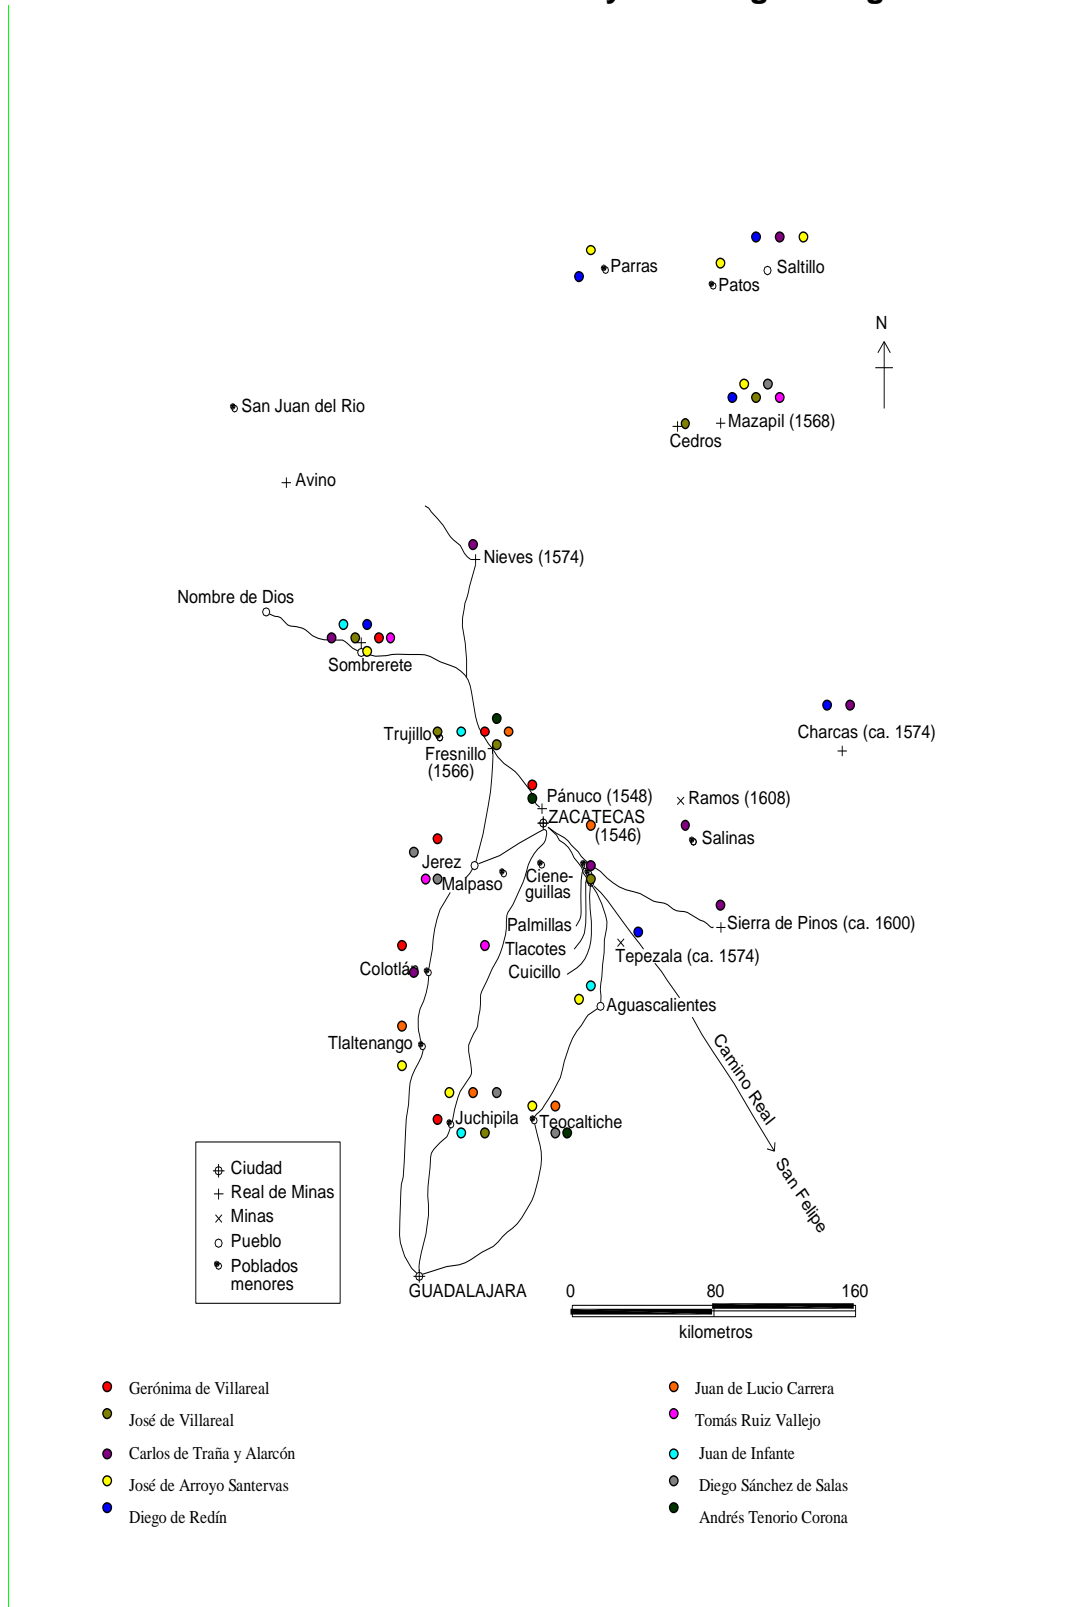 Parras
Saltillo
Patos
N
San Juan del Rio
Mazapil (1568)
Cedros
Avino
Nieves (1574)
Nombre de Dios
Sombrerete
Trujillo
Fresnillo
(1566)
Charcas (ca. 1574)
Pánuco (1548)
Ramos (1608)
ZACATECAS
(1546)
Salinas
Jerez
Malpaso
Ciene-
guillas
Palmillas
Sierra de Pinos (ca. 1600)
Tlacotes
Tepezala (ca. 1574)
Cuicillo
Colotlán
Aguascalientes
Tlaltenango
Camino Real
Juchipila
Teocaltiche
San Felipe
Ciudad
Real de Minas
Minas
Pueblo
Poblados
menores
GUADALAJARA
0 80 160
kilometros
Gerónima de Villareal
José de Villareal
Carlos de Traña y Alarcón
José de Arroyo Santervas
Diego de Redín
Juan de Lucio Carrera
Tomás Ruiz Vallejo
Juan de Infante
Diego Sánchez de Salas
Andrés Tenorio Corona